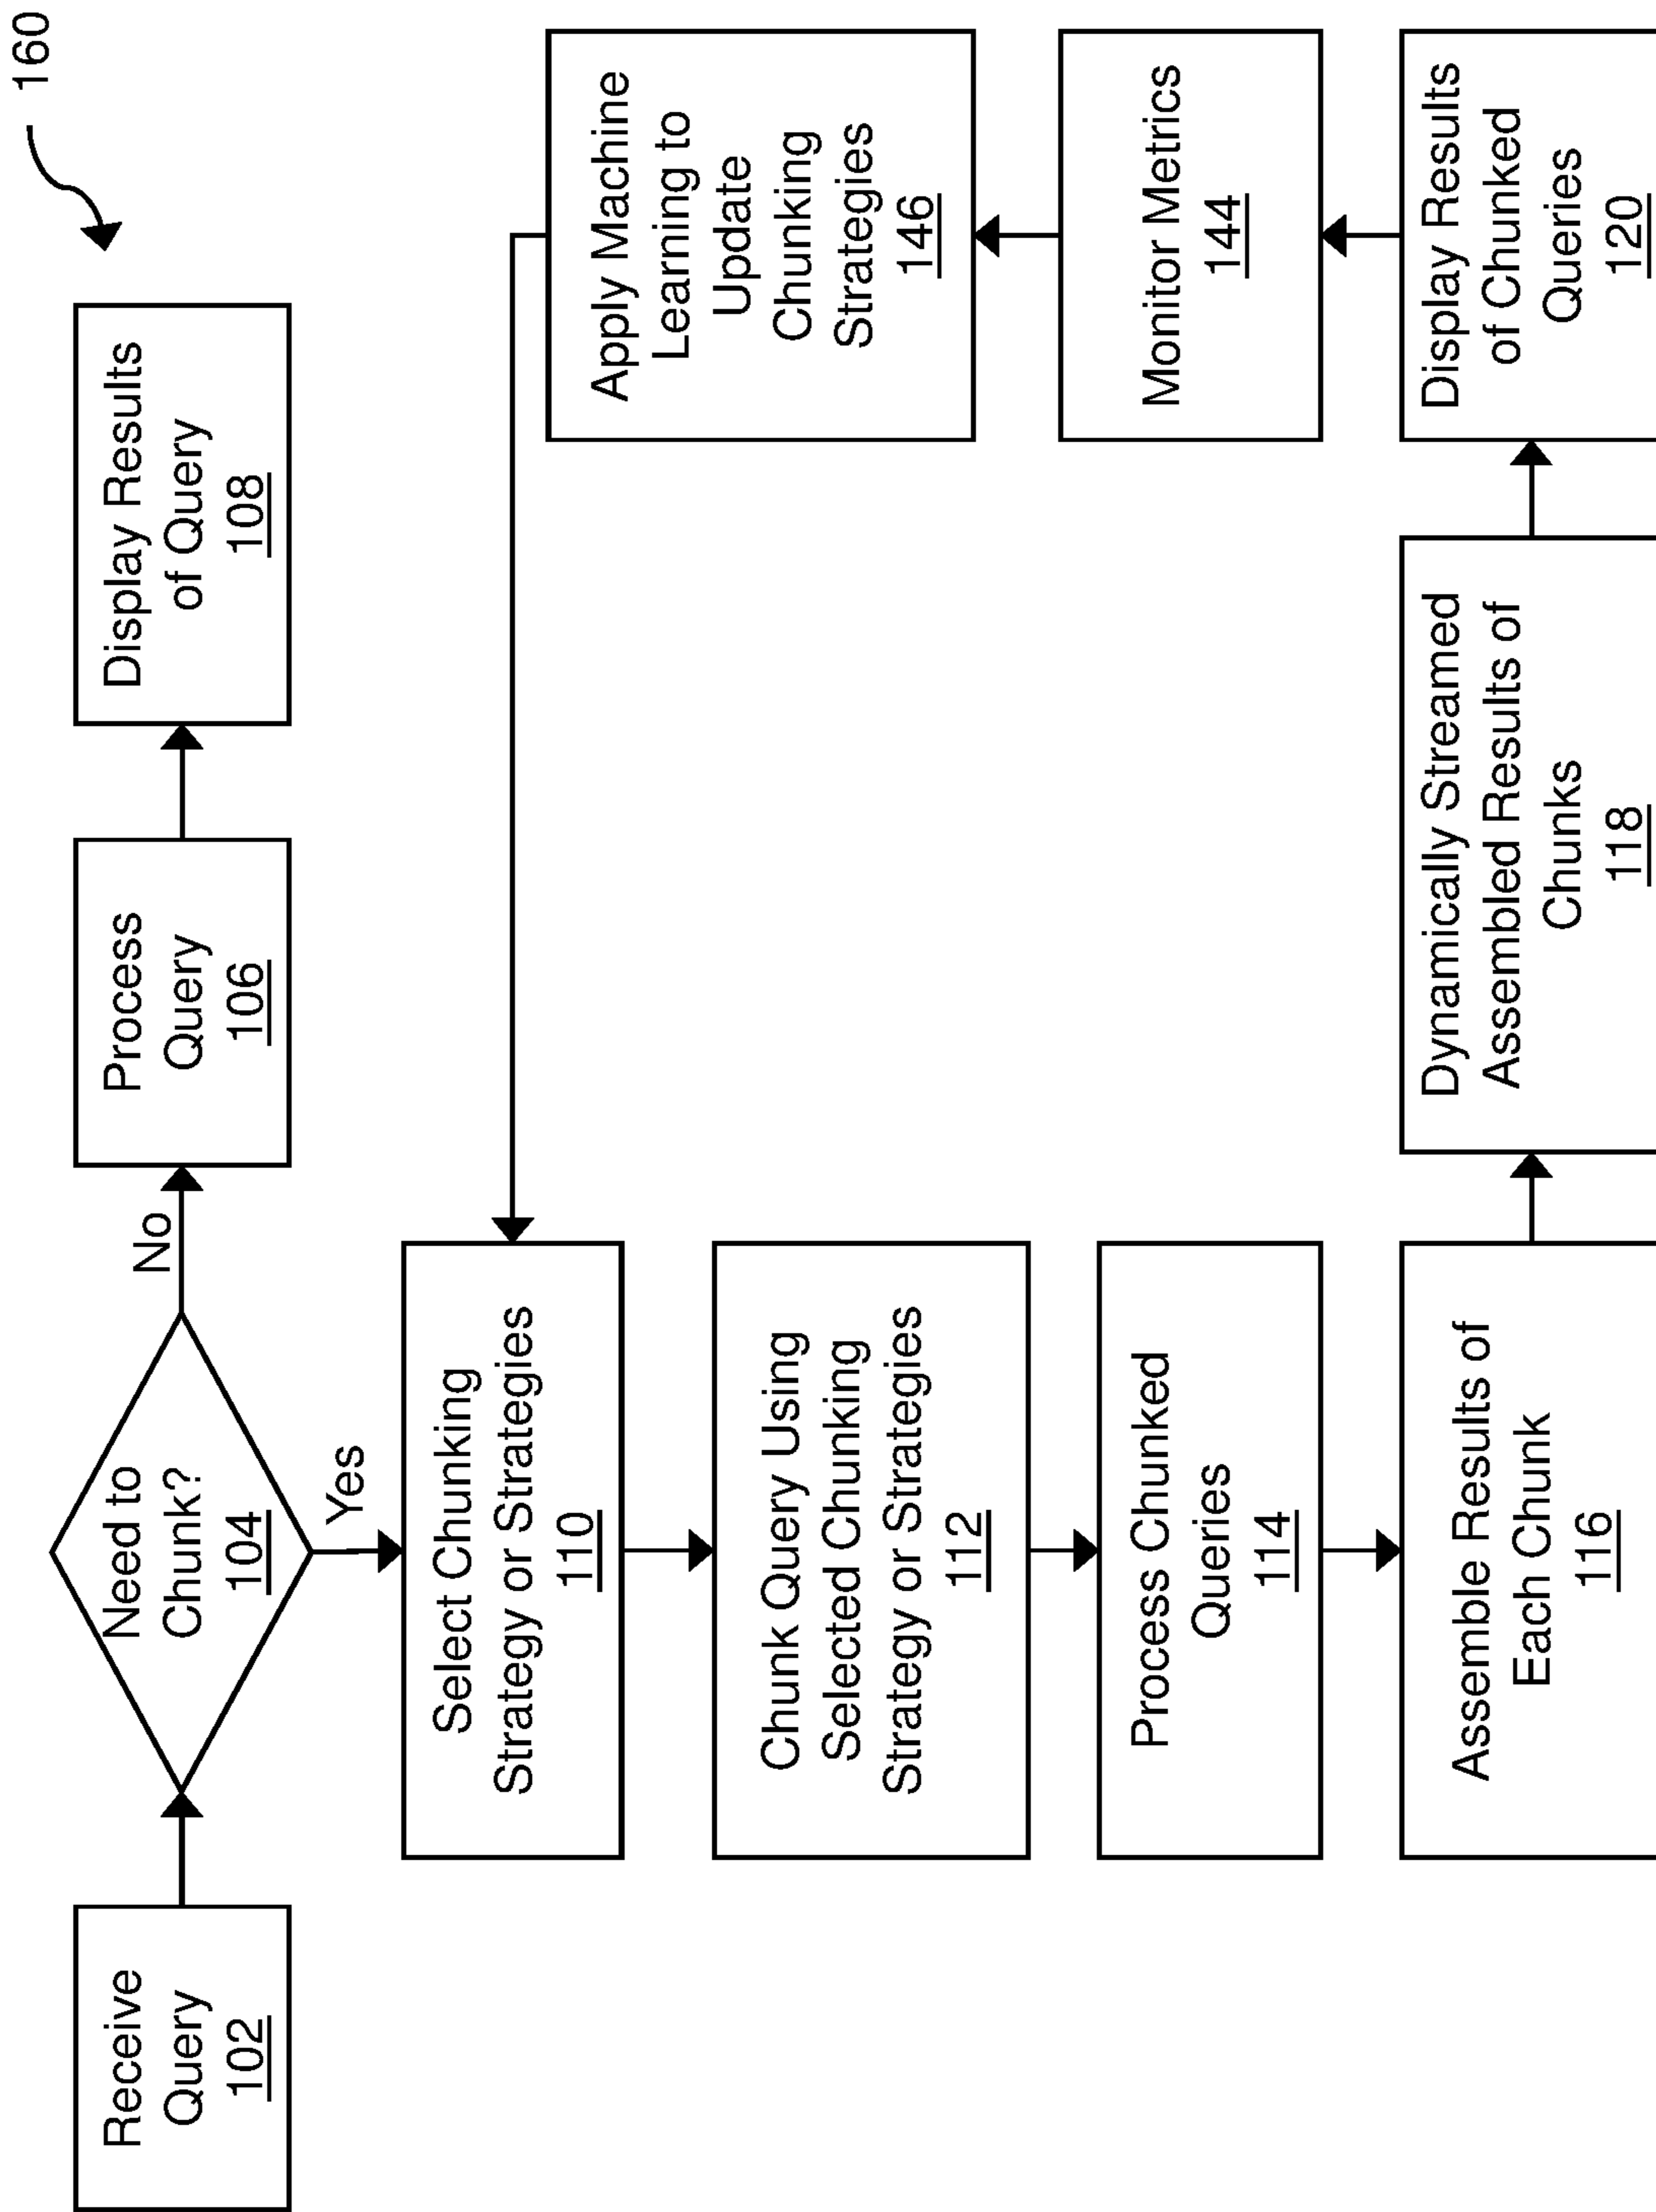 160
Receive
Query
102
Need to
Chunk?
104
No
Yes
Process
Query
106
Display Results
of Query
108
Select Chunking
Strategy or Strategies
110
Chunk Query Using
Selected Chunking
Strategy or Strategies
112
Process Chunked
Queries
114
Assemble Results of
Each Chunk
116
Dynamically Streamed
Assembled Results of
Chunks
118
Display Results
of Chunked
Queries
120
Monitor Metrics
144
Apply Machine
Learning to
Update
Chunking
Strategies
146